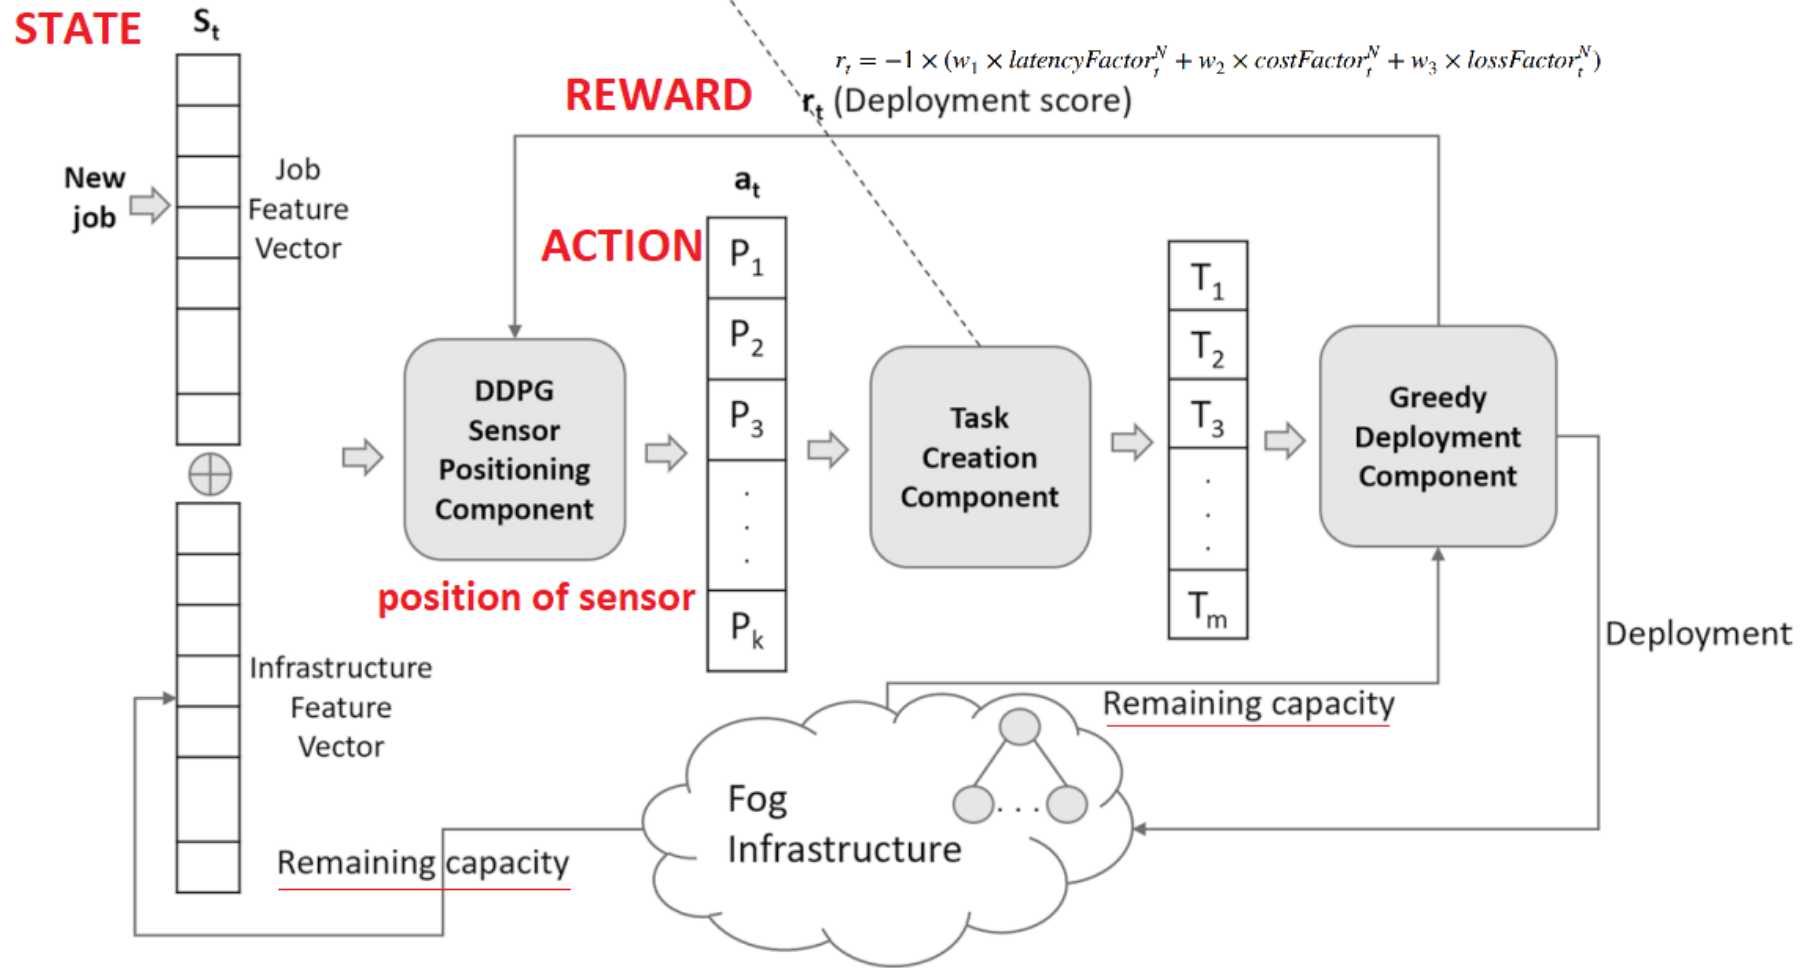 STATE
S_t
r_t = −1 × (w_1 × latencyFactor_t^N + w_2 × costFactor_t^N + w_3 × lossFactor_t^N)
REWARD
r_t (Deployment score)
New
job
Job
Feature
Vector
a_t
ACTION
P_1
P_2
P_3
.
.
.
P_k
DDPG
Sensor
Positioning
Component
position of sensor
Task
Creation
Component
T_1
T_2
T_3
.
.
.
T_m
Greedy
Deployment
Component
Deployment
Infrastructure
Feature
Vector
Remaining capacity
Fog
Infrastructure
. . .
Remaining capacity